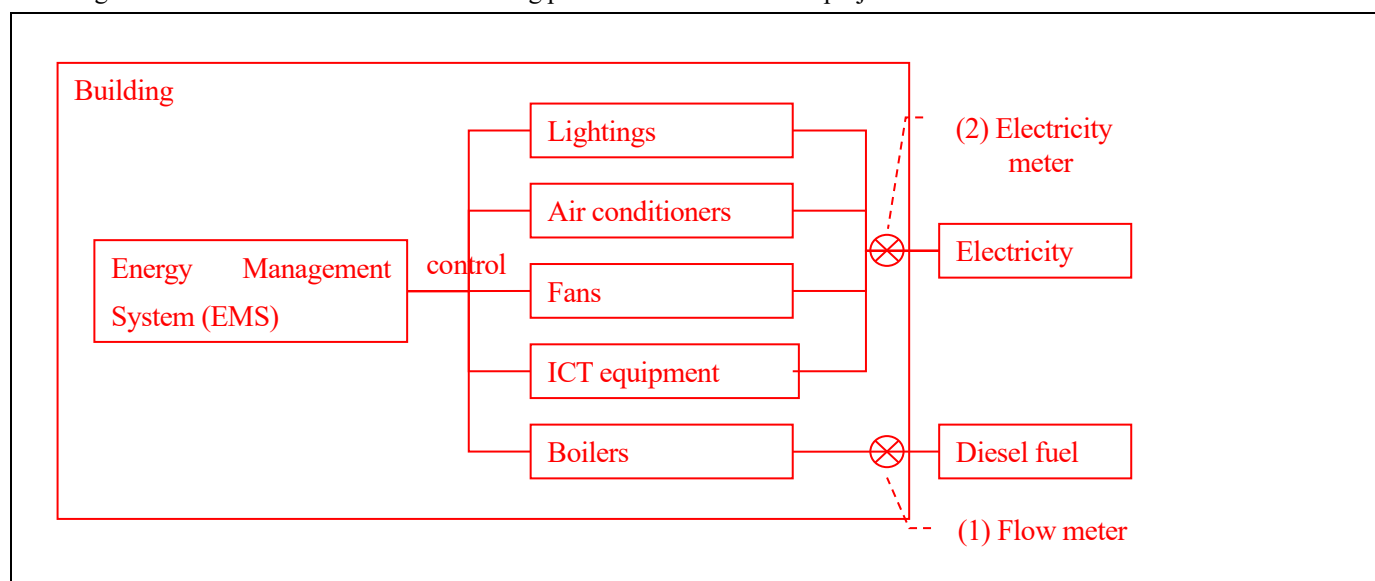 Building
Lightings
(2) Electricity
meter
Air conditioners
Electricity
Energy Management
System (EMS)
control
Fans
ICT equipment
Boilers
Diesel fuel
(1) Flow meter